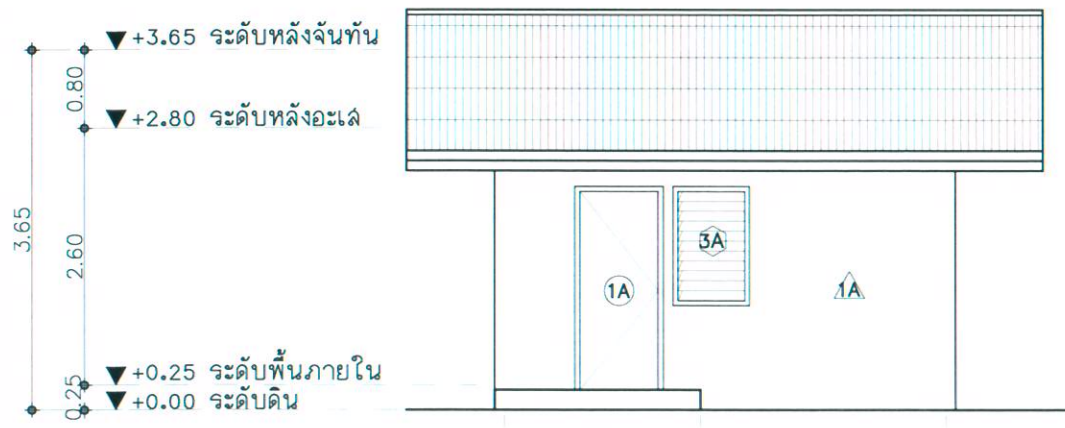 +3.65 ระดับหลังจันทัน
0.80
+2.80 ระดับหลังอะเส
3.65
2.60
3A
1A
1A
+0.25 ระดับพื้นภายใน
0.25
+0.00 ระดับดิน